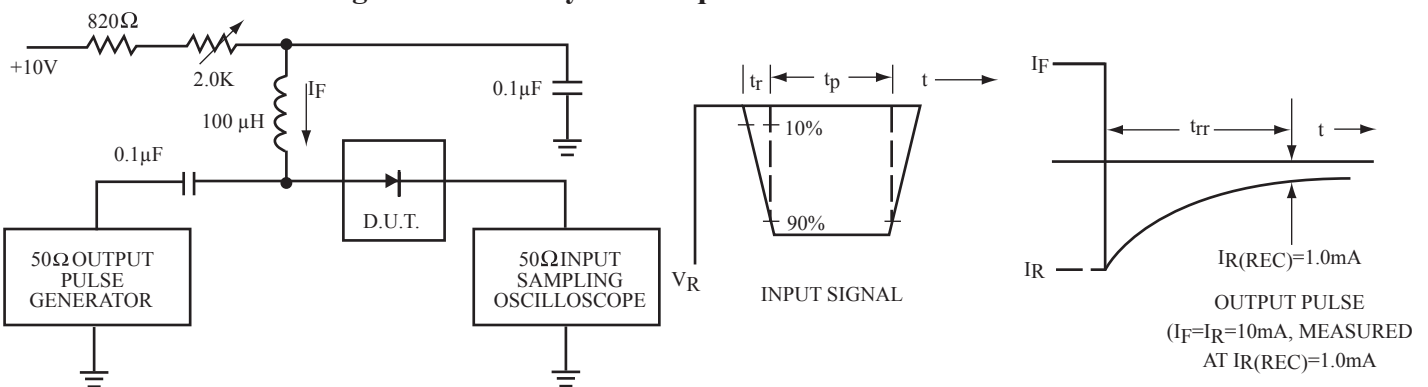 820Ω
+10V
2.0K
IF
100 µH
0.1µF
0.1µF
D.U.T.
50Ω OUTPUT
PULSE
GENERATOR
50Ω INPUT
SAMPLING
OSCILLOSCOPE
tr
tp
t
10%
90%
VR
INPUT SIGNAL
IF
trr
t
IR
IR(REC)=1.0mA
OUTPUT PULSE
(IF=IR=10mA, MEASURED
AT IR(REC)=1.0mA